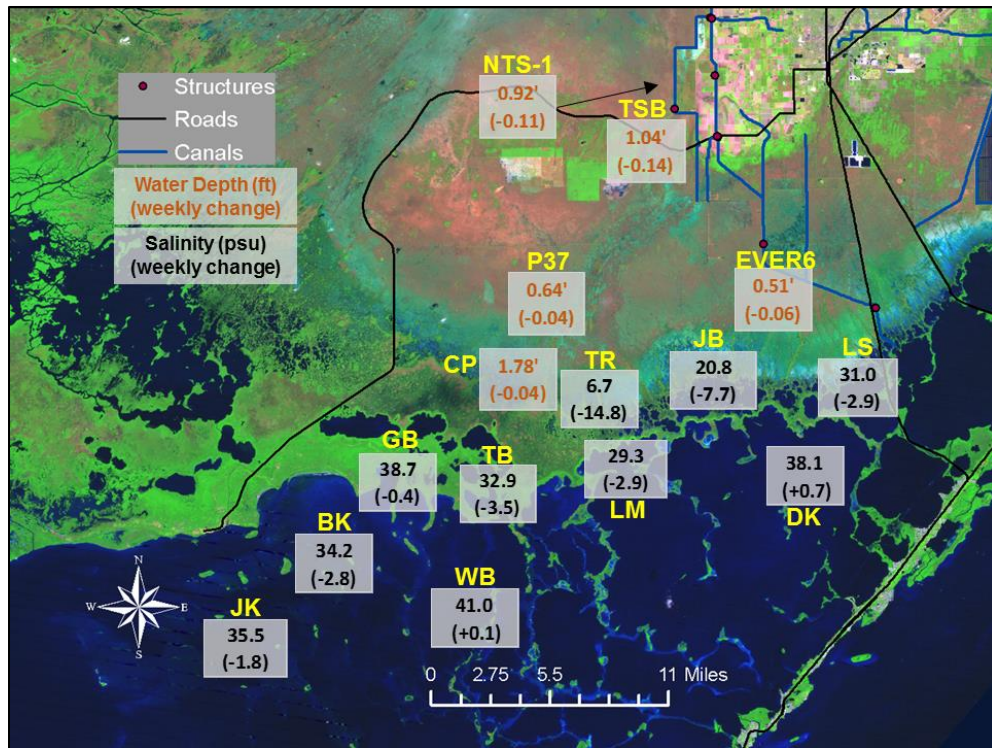 NTS-1
0.92'
(-0.11)
TSB
1.04'
(-0.14)
Structures
Roads
Canals
Water Depth (ft)
(weekly change)
Salinity (psu)
(weekly change)
P37
0.64'
(-0.04)
EVER6
0.51'
(-0.06)
CP
1.78'
(-0.04)
TR
6.7
(-14.8)
JB
20.8
(-7.7)
LS
31.0
(-2.9)
GB
38.7
(-0.4)
TB
32.9
(-3.5)
29.3
(-2.9)
LM
38.1
(+0.7)
DK
BK
34.2
(-2.8)
WB
41.0
(+0.1)
JK
35.5
(-1.8)
N
W
E
S
0 2.75 5.5 11 Miles